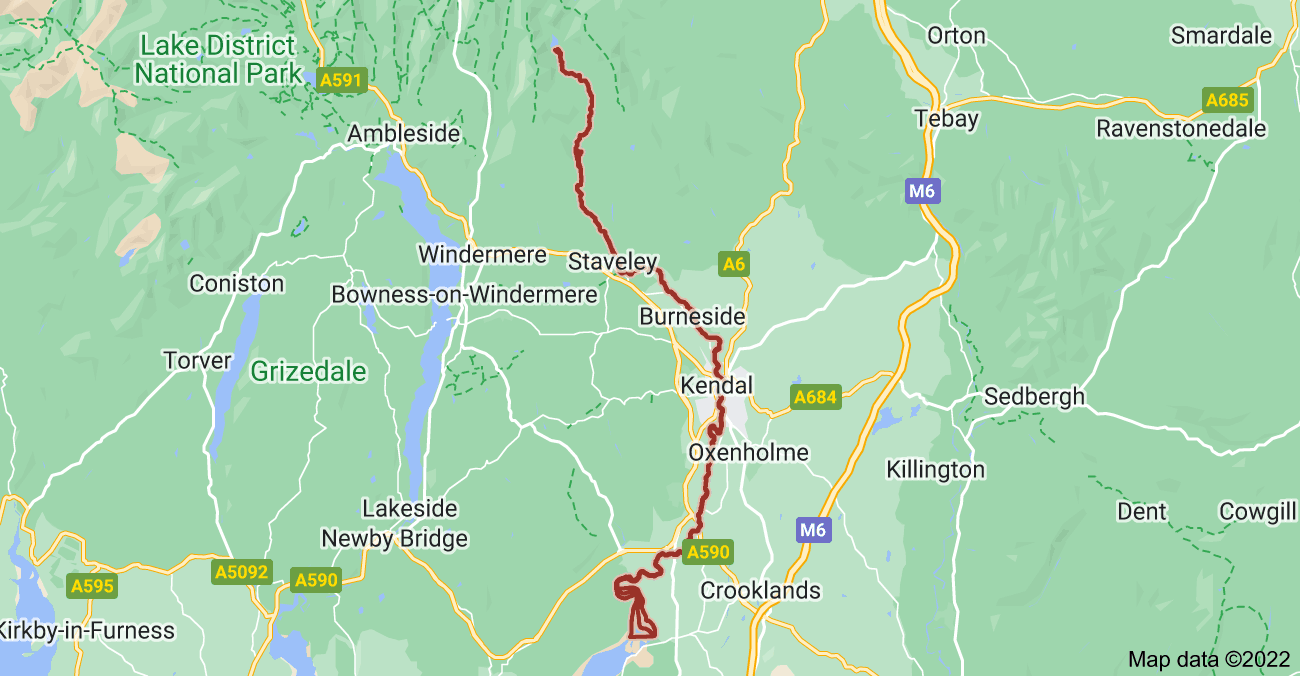 Orton
Smardale
Lake District
National Park
A591
A685
Ambleside
Tebay
Ravenstonedale
M6
Windermere
Staveley
A6
Coniston
Bowness-on-Windermere
Burneside
Torver
Grizedale
Kendal
A684
Sedbergh
Oxenholme
Killington
Lakeside
Dent
Cowgill
Newby Bridge
M6
A590
A5092
A590
A595
Crooklands
Kirkby-in-Furness
Map data ©2022